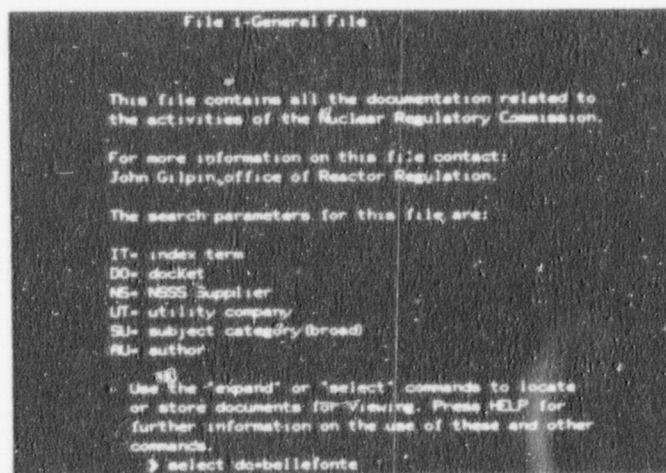 File 1-General File
This file contains all the documentation related to
the activities of the Nuclear Regulatory Commission.
For more information on this file contact:
John Gilpin,office of Reactor Regulation.
The search parameters for this file are:
IT= index term
DO= docket
NS= NSSS Supplier
UT= utility company
SU= subject category(broad)
AU= author
Use the "expand" or "select" commands to locate
or store documents for viewing. Press HELP for
further information on the use of these and other
commands.
> select do=bellefonte